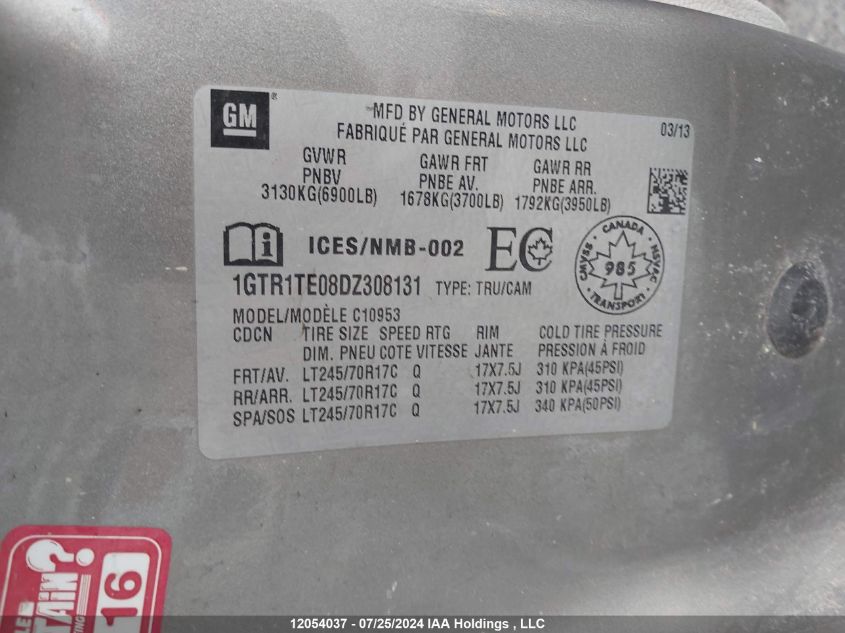 GM
MFD BY GENERAL MOTORS LLC
FABRIQUÉ PAR GENERAL MOTORS LLC
03/13
GVWR GAWR FRT GAWR RR
PNBV PNBE AV. PNBE ARR.
3130KG(6900LB) 1678KG(3700LB) 1792KG(3950LB)
ICES/NMB-002 EC
CANADA
CMVSS 985 NSVAC
TRANSPORT
1GTR1TE08DZ308131 TYPE: TRU/CAM
MODEL/MODÈLE C10953
CDCN TIRE SIZE SPEED RTG RIM COLD TIRE PRESSURE
DIM. PNEU COTE VITESSE JANTE PRESSION À FROID
FRT/AV. LT245/70R17C Q 17X7.5J 310 KPA(45PSI)
RR/ARR. LT245/70R17C Q 17X7.5J 310 KPA(45PSI)
SPA/SOS LT245/70R17C Q 17X7.5J 340 KPA(50PSI)
16
12054037 - 07/25/2024 IAA Holdings , LLC